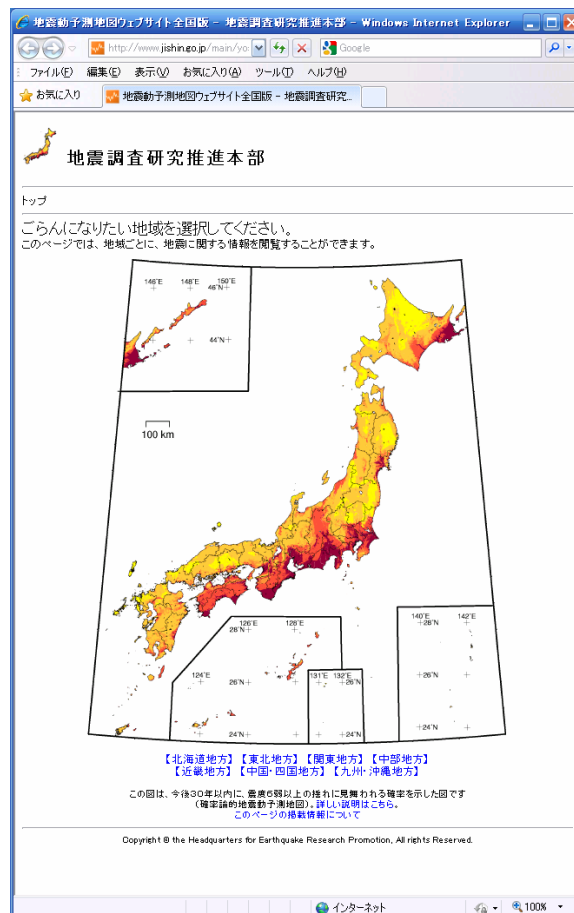 地震動予測地図ウェブサイト全国版 - 地震調査研究推進本部 - Windows Internet Explorer
http://www.jishin.go.jp/main/yo
Google
ファイル(F) 編集(E) 表示(V) お気に入り(A) ツール(T) ヘルプ(H)
お気に入り 地震動予測地図ウェブサイト全国版 - 地震調査研究...
地震調査研究推進本部
トップ
ごらんになりたい地域を選択してください。
このページでは、地域ごとに、地震に関する情報を閲覧することができます。
146°E 148°E 150°E
46°N
44°N
100 km
126°E 128°E
28°N
124°E
26°N
24°N
131°E 132°E
26°N
24°N
140°E 142°E
28°N
26°N
24°N
【北海道地方】【東北地方】【関東地方】【中部地方】
【近畿地方】【中国・四国地方】【九州・沖縄地方】
この図は、今後30年以内に、震度6弱以上の揺れに見舞われる確率を示した図です
(確率論的地震動予測地図)。詳しい説明はこちら。
このページの掲載情報について
Copyright © the Headquarters for Earthquake Research Promotion, All rights Reserved.
インターネット 100%